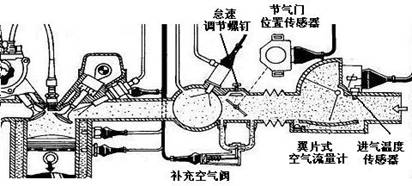 怠速
调节螺钉
节气门
位置传感器
补充空气阀
翼片式
空气流量计
进气温度
传感器